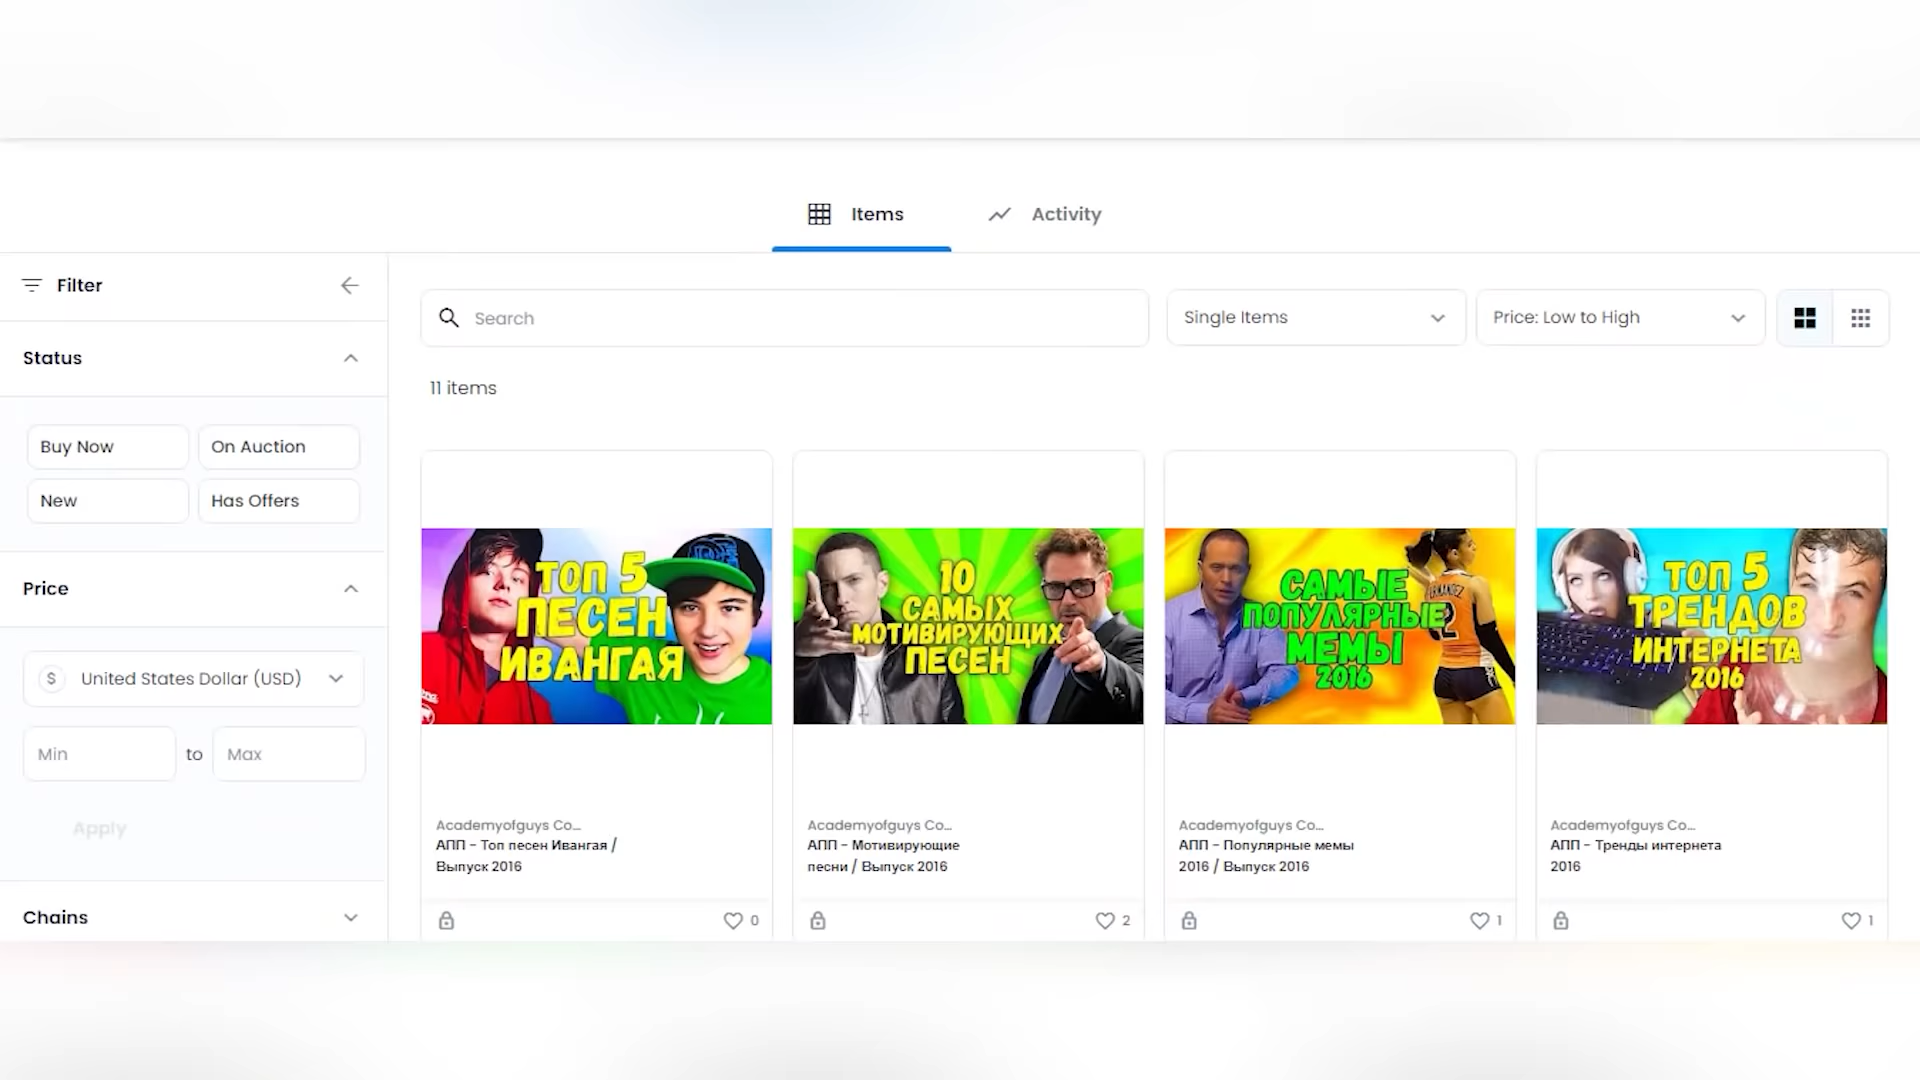 Items
Activity
Filter
Search
Single Items
Price: Low to High
Status
11 items
Buy Now
On Auction
New
Has Offers
Price
$ United States Dollar (USD)
Min
to
Max
Apply
Chains
ТОП 5
ПЕСЕН
ИВАНГАЯ
Academyofguys Co...
АПП - Топ песен Ивангая /
Выпуск 2016
0
10
САМЫХ
МОТИВИРУЮЩИХ
ПЕСЕН
Academyofguys Co...
АПП - Мотивирующие
песни / Выпуск 2016
2
САМЫЕ
ПОПУЛЯРНЫЕ
МЕМЫ
2016
Academyofguys Co...
АПП - Популярные мемы
2016 / Выпуск 2016
1
ТОП 5
ТРЕНДОВ
ИНТЕРНЕТА
2016
Academyofguys Co...
АПП - Тренды интернета
2016
1